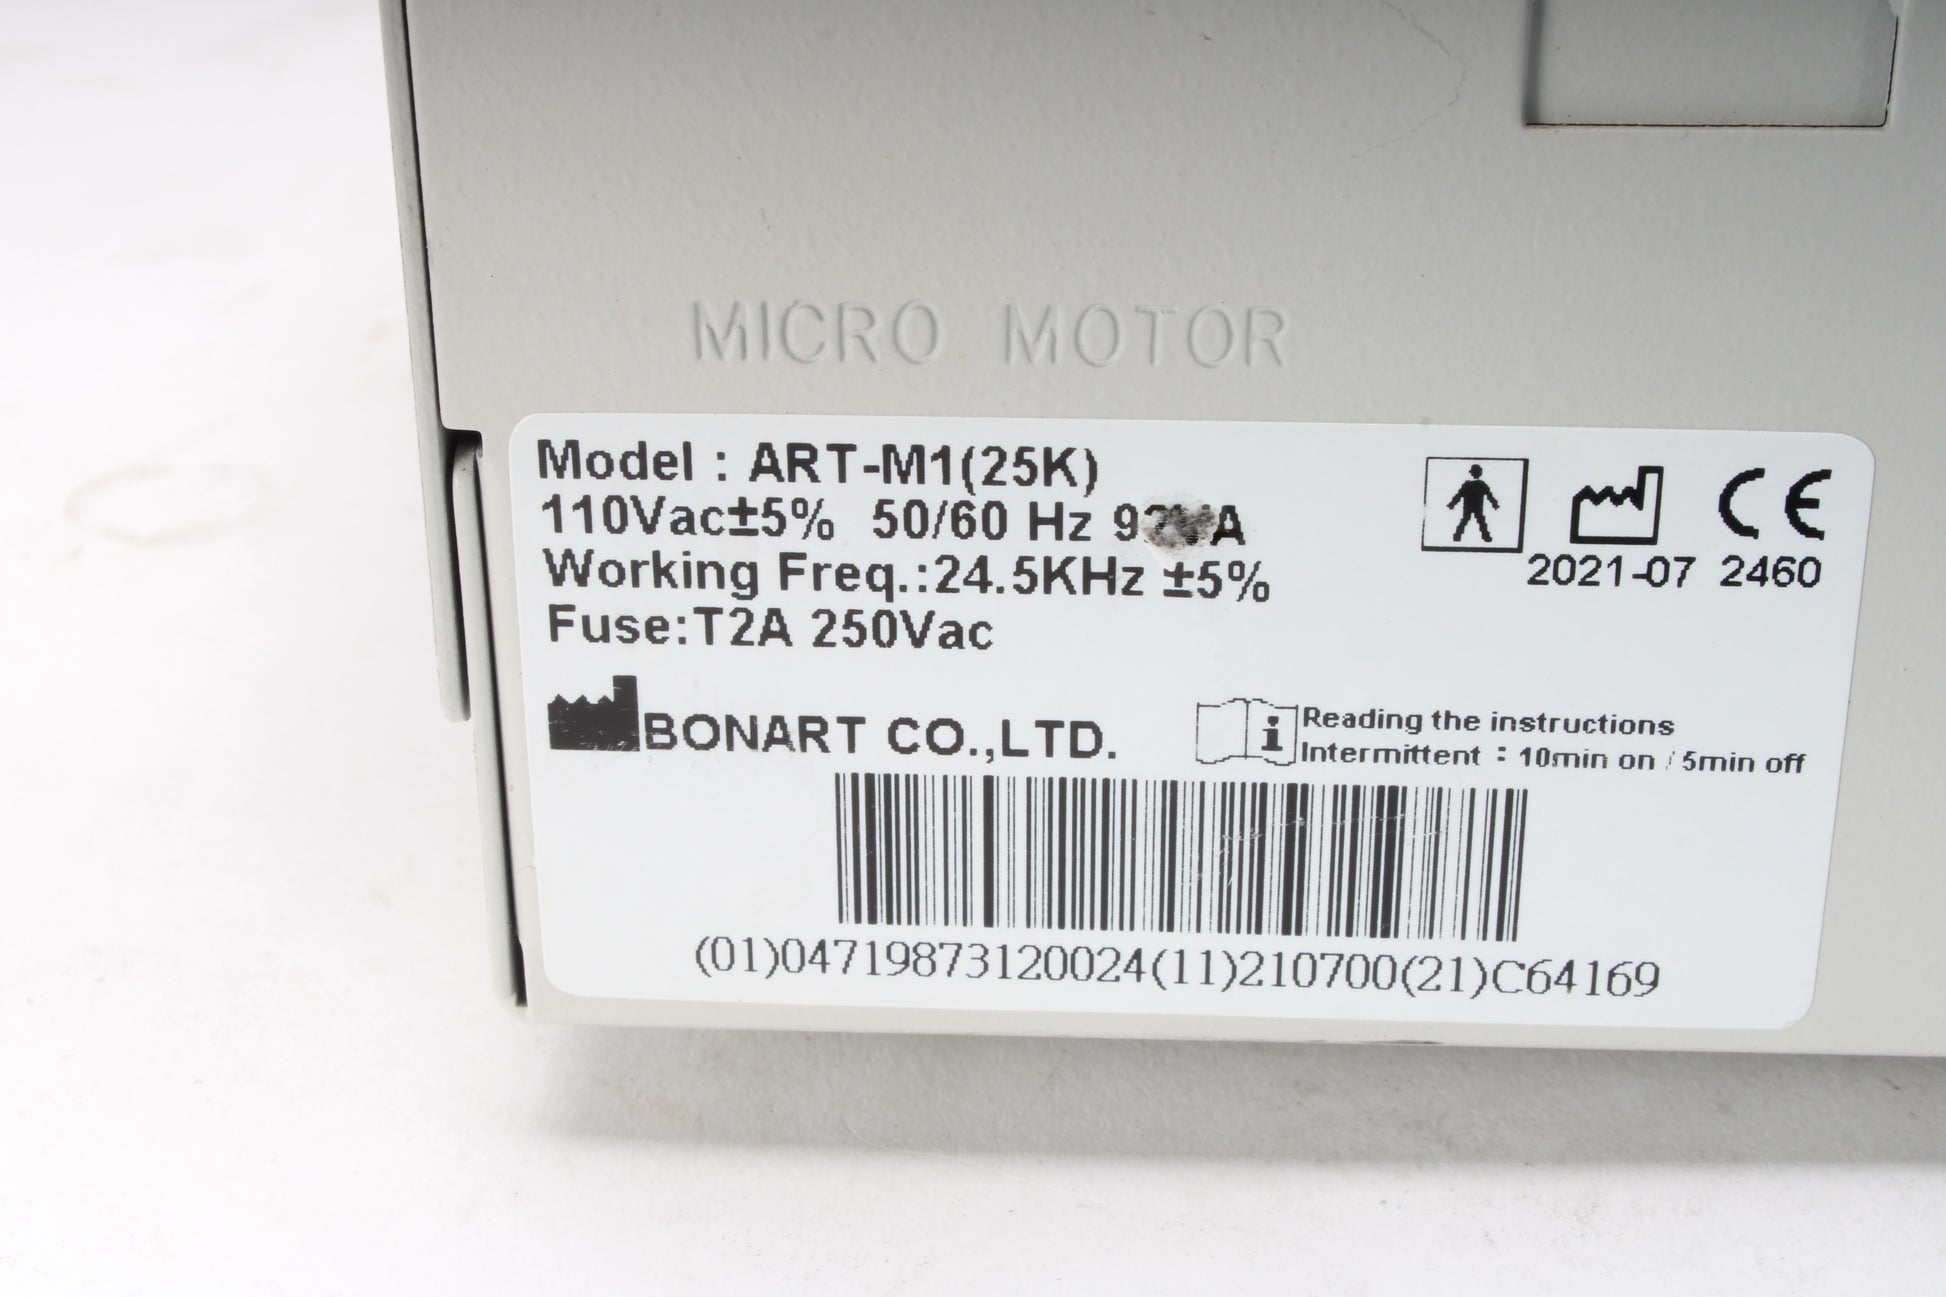 MICRO MOTOR
Model : ART-M1(25K)
110Vac±5% 50/60 Hz
Working Freq.:24.5KHz ±5%
Fuse:T2A 250Vac
2021-07 CE 2460
BONART CO.,LTD.
Reading the instructions
Intermittent : 10min on / 5min off
(01)04719873120024(11)210700(21)C64169